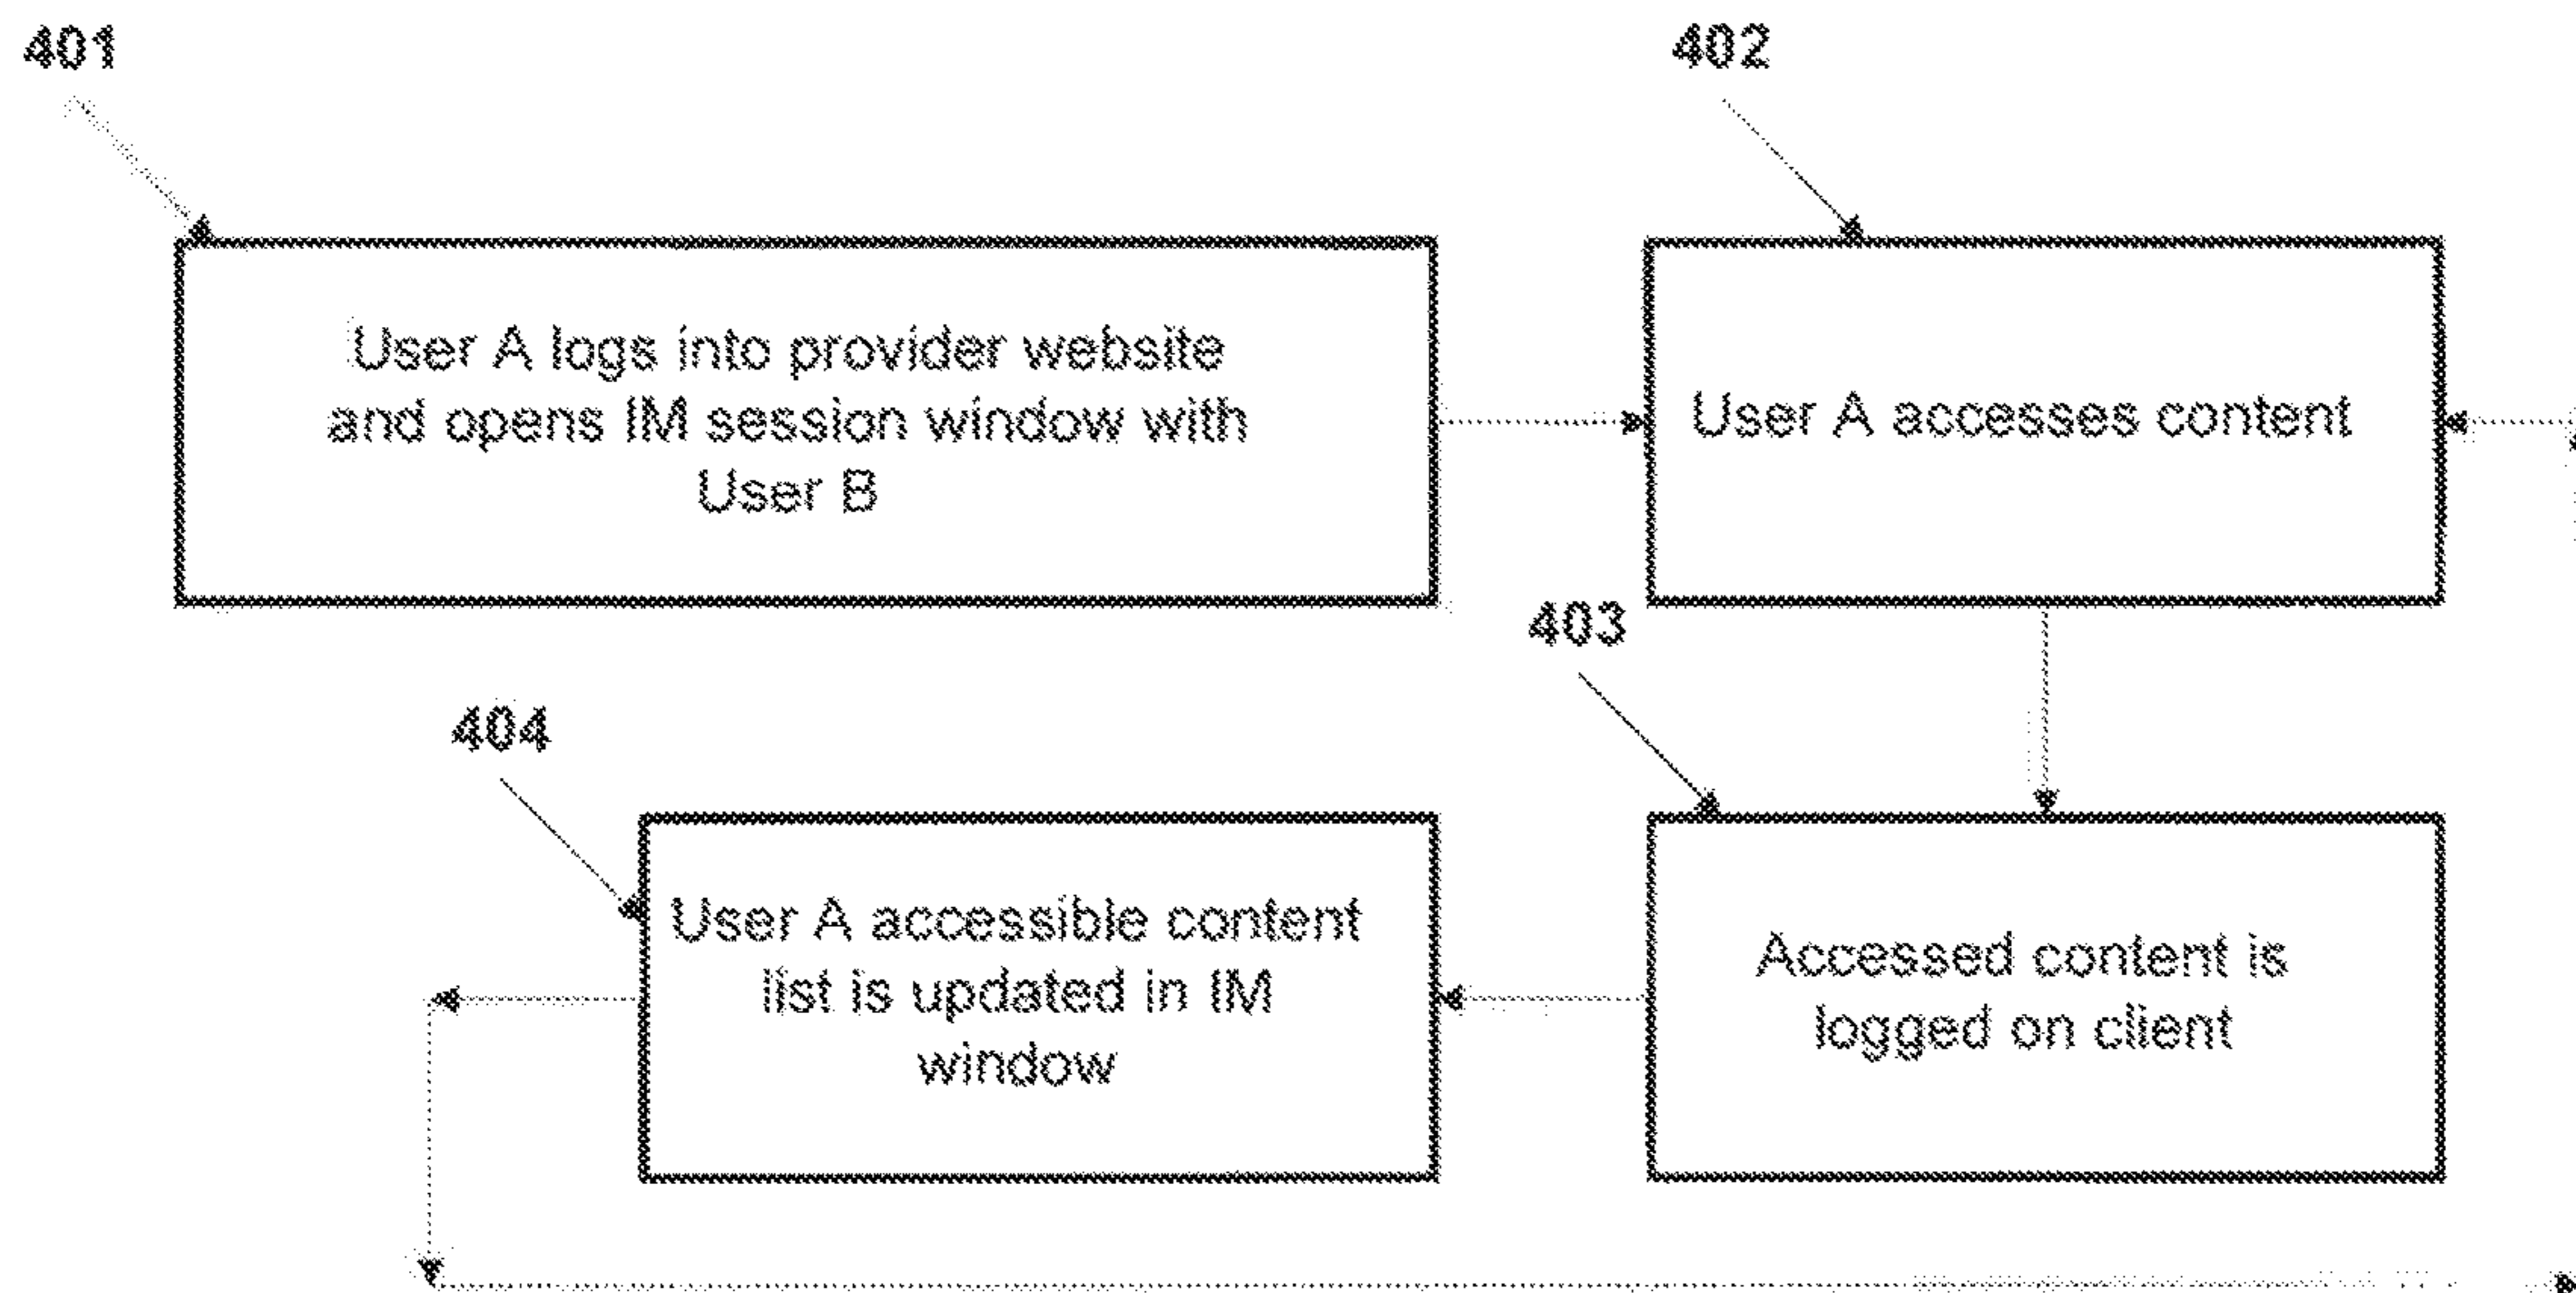 401
402
User A logs into provider website
and opens IM session window with
User B
User A accesses content
403
404
User A accessible content
list is updated in IM
window
Accessed content is
logged on client